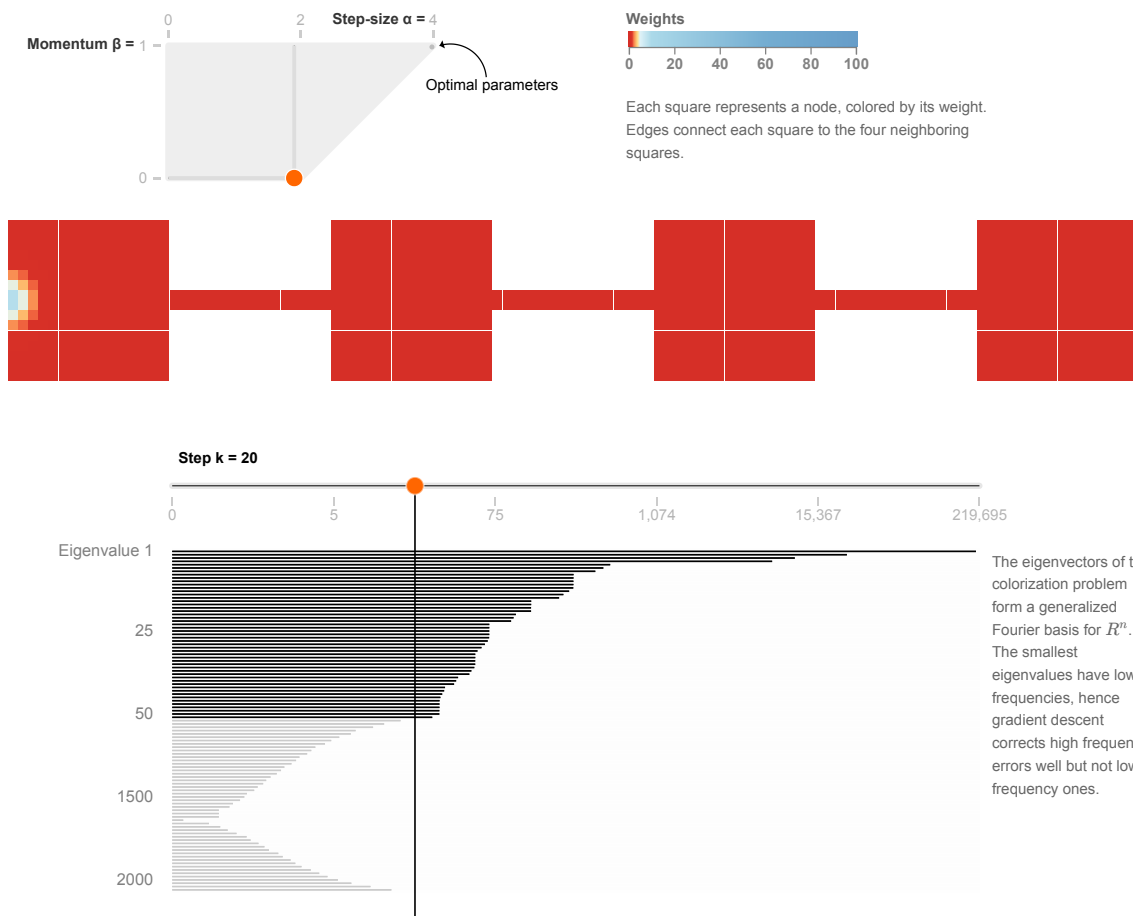 0 2 Step-size α = 4
Momentum β = 1
0
Optimal parameters
Weights
0 20 40 60 80 100
Each square represents a node, colored by its weight.
Edges connect each square to the four neighboring
squares.
Step k = 20
0 5 75 1,074 15,367 219,695
Eigenvalue 1
25
50
1500
2000
The eigenvectors of t
colorization problem
form a generalized
Fourier basis for Rⁿ.
The smallest
eigenvalues have low
frequencies, hence
gradient descent
corrects high frequen
errors well but not low
frequency ones.